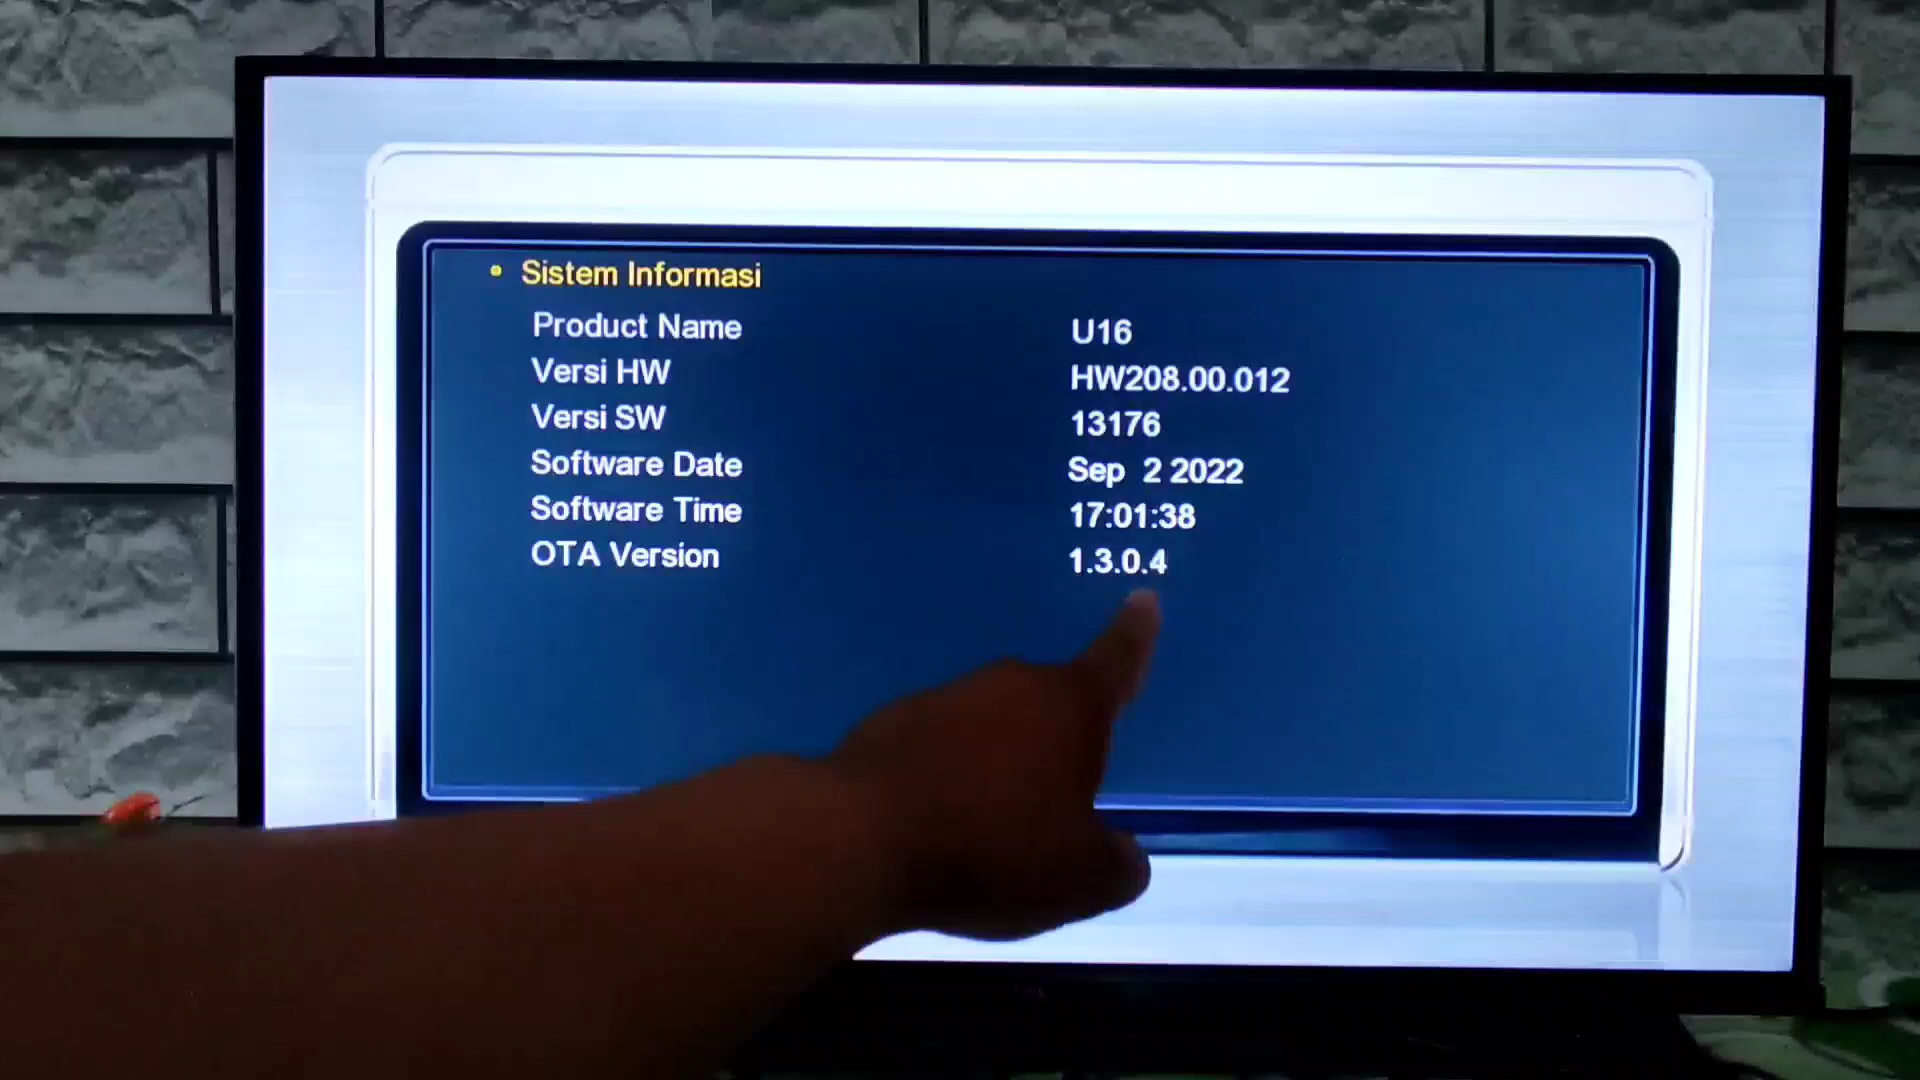 Sistem Informasi
Product Name U16
Versi HW HW208.00.012
Versi SW 13176
Software Date Sep 2 2022
Software Time 17:01:38
OTA Version 1.3.0.4